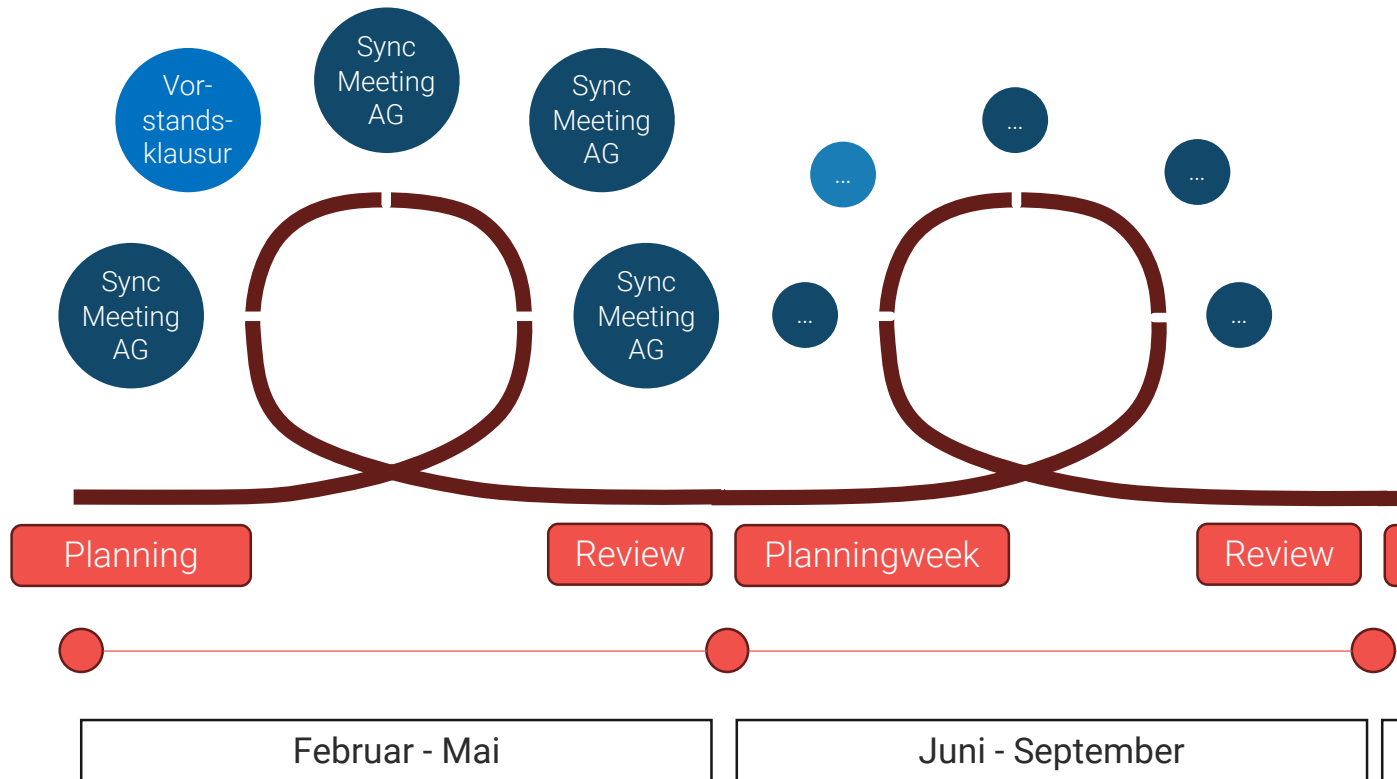 Vor-
stands-
klausur
Sync
Meeting
AG
Sync
Meeting
AG
Sync
Meeting
AG
Sync
Meeting
AG
...
...
...
...
...
Planning
Review
Planningweek
Review
Februar - Mai
Juni - September